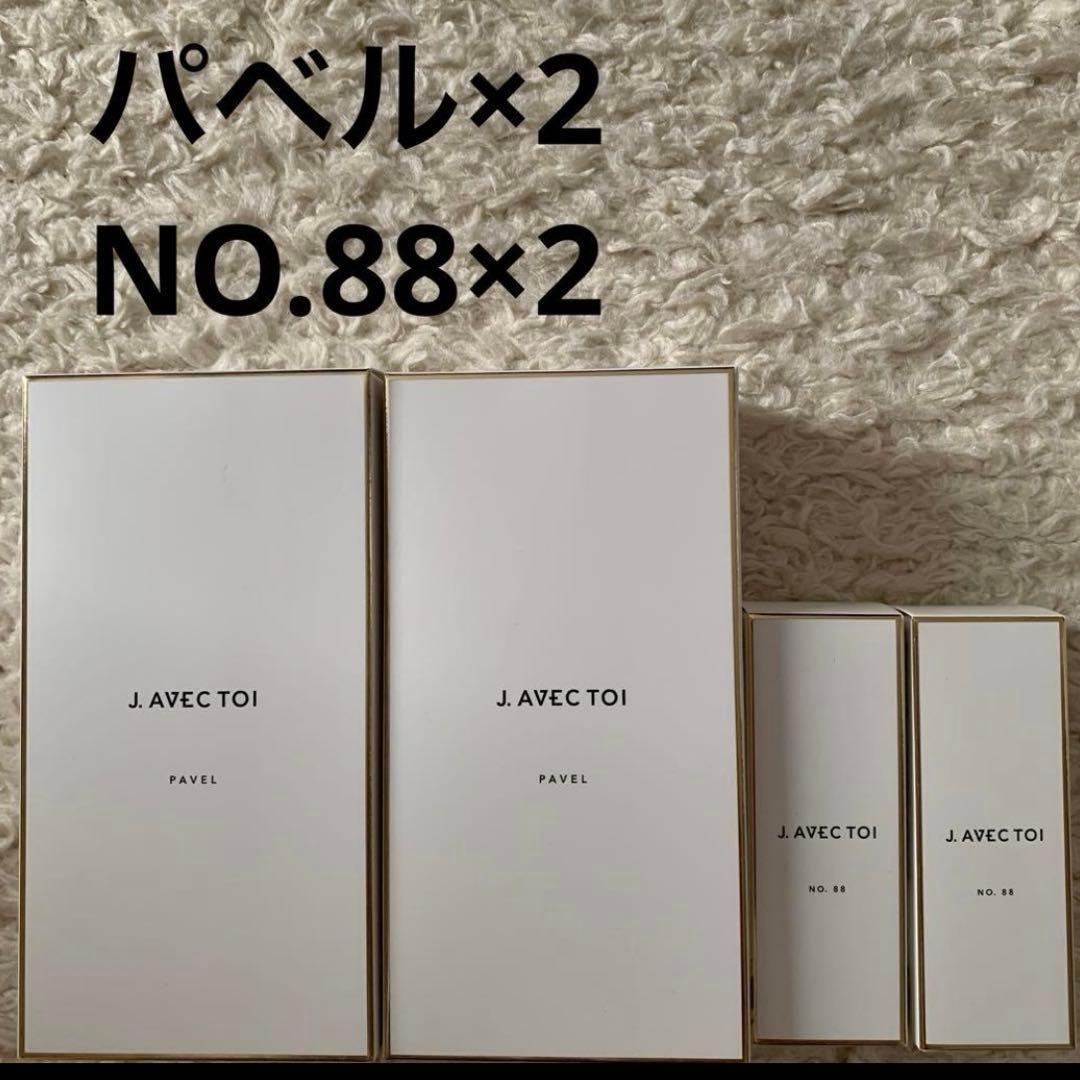 パベル×2
NO.88×2
J. AVEC TOI
PAVEL
J. AVEC TOI
PAVEL
J. AVEC TOI
NO. 88
J. AVEC TOI
NO. 88